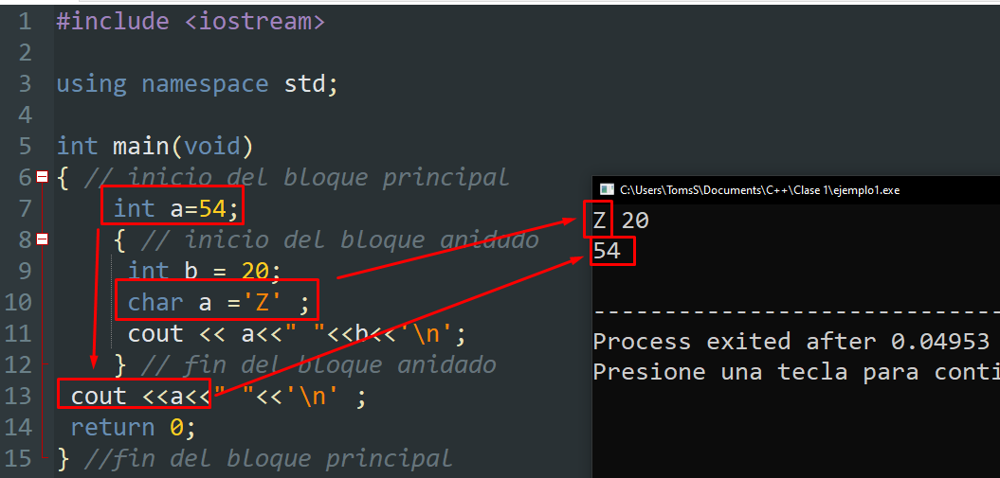 1 #include <iostream>
2
3 using namespace std;
4
5 int main(void)
6 { // inicio del bloque principal
7 int a=54;
8 { // inicio del bloque anidado
9 int b = 20;
10 char a ='Z' ;
11 cout << a<<" "<<b<<'\n';
12 } // fin del bloque anidado
13 cout <<a<<" "<<'\n' ;
14 return 0;
15 } //fin del bloque principal
C:\Users\TomsS\Documents\C++\Clase 1\ejemplo1.exe
Z 20
54
-----------------------------
Process exited after 0.04953
Presione una tecla para conti